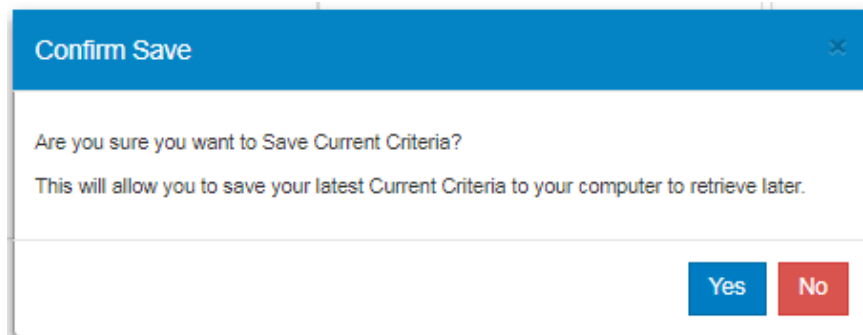 Confirm Save
×
Are you sure you want to Save Current Criteria?
This will allow you to save your latest Current Criteria to your computer to retrieve later.
Yes No